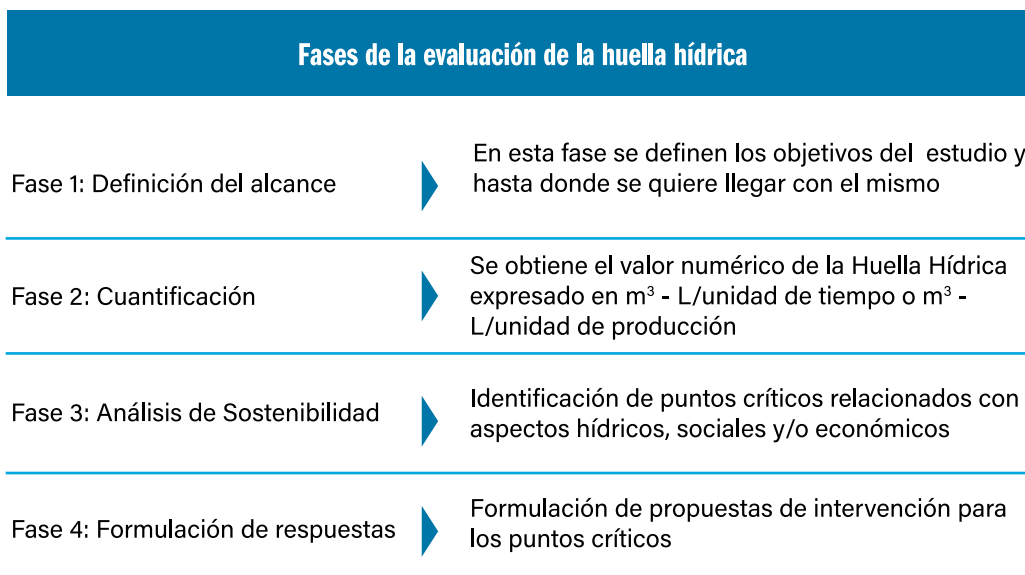 Fases de la evaluación de la huella hídrica
Fase 1: Definición del alcance
En esta fase se definen los objetivos del estudio y
hasta donde se quiere llegar con el mismo
Fase 2: Cuantificación
Se obtiene el valor numérico de la Huella Hídrica
expresado en m³ - L/unidad de tiempo o m³ -
L/unidad de producción
Fase 3: Análisis de Sostenibilidad
Identificación de puntos críticos relacionados con
aspectos hídricos, sociales y/o económicos
Fase 4: Formulación de respuestas
Formulación de propuestas de intervención para
los puntos críticos